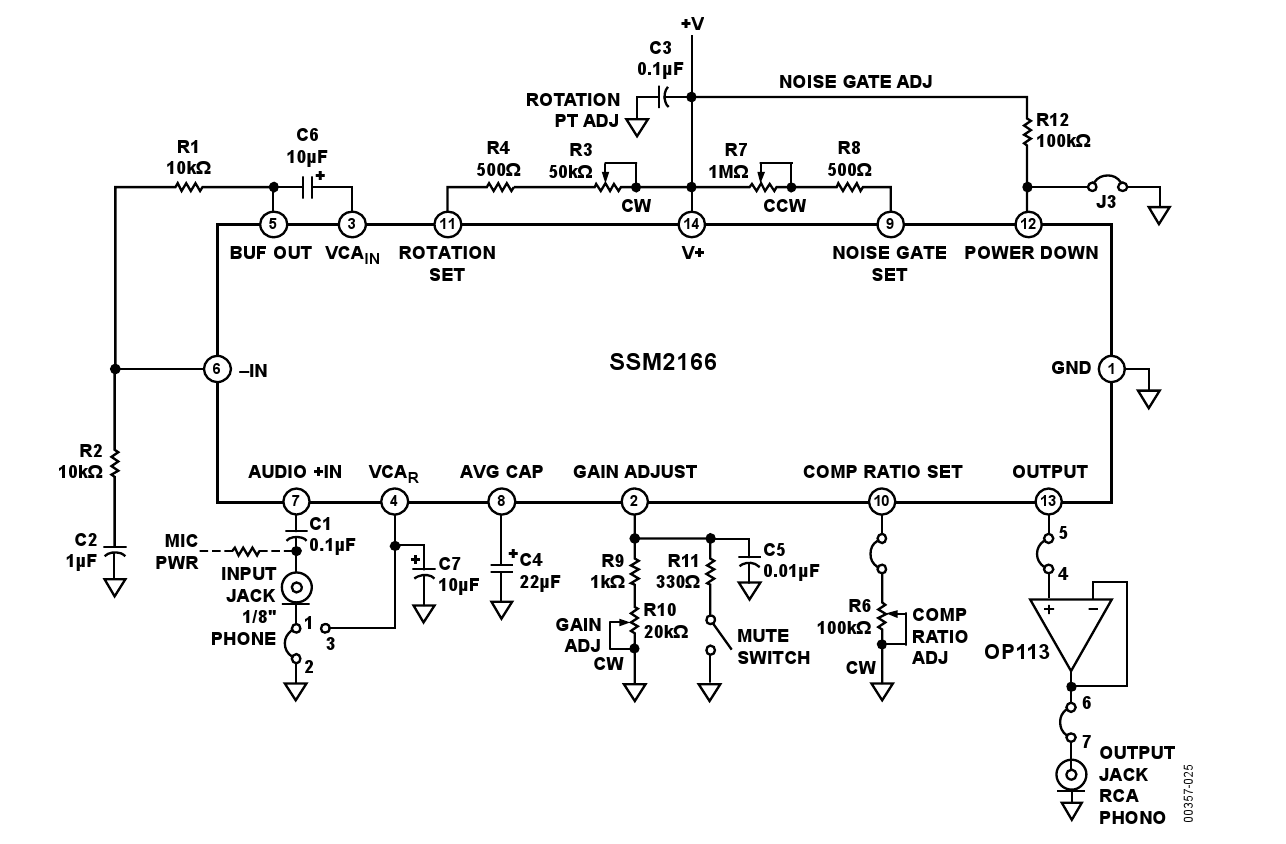 +V
C3
0.1µF
NOISE GATE ADJ
ROTATION
PT ADJ
R12
100kΩ
R1
10kΩ
C6
10µF
+
R4
500Ω
R3
50kΩ
CW
R7
1MΩ
CCW
R8
500Ω
J3
5
3
11
14
9
12
BUF OUT
VCAIN
ROTATION
SET
V+
NOISE GATE
SET
POWER DOWN
6
–IN
SSM2166
GND
1
R2
10kΩ
C2
1µF
AUDIO +IN
VCAR
AVG CAP
GAIN ADJUST
COMP RATIO SET
OUTPUT
7
4
8
2
10
13
C1
0.1µF
MIC
PWR
INPUT
JACK
1/8"
PHONE
1
3
2
+
C7
10µF
+
C4
22µF
R9
1kΩ
R11
330Ω
C5
0.01µF
R10
20kΩ
GAIN
ADJ
CW
MUTE
SWITCH
R6
100kΩ
COMP
RATIO
ADJ
CW
5
4
+
–
OP113
6
7
OUTPUT
JACK
RCA
PHONO
00357-025